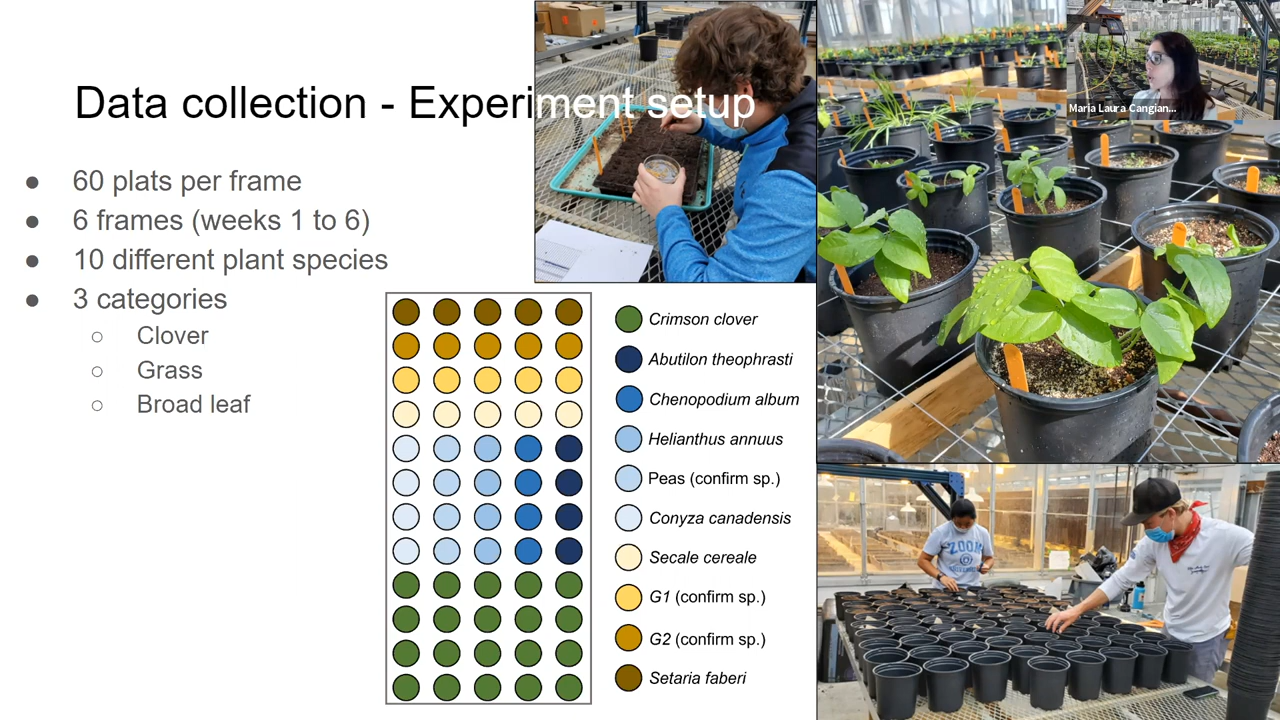 Data collection - Experiment setup
● 60 plats per frame
● 6 frames (weeks 1 to 6)
● 10 different plant species
● 3 categories
○ Clover
○ Grass
○ Broad leaf
Crimson clover
Abutilon theophrasti
Chenopodium album
Helianthus annuus
Peas (confirm sp.)
Conyza canadensis
Secale cereale
G1 (confirm sp.)
G2 (confirm sp.)
Setaria faberi
Maria Laura Cangian...
ZOOM